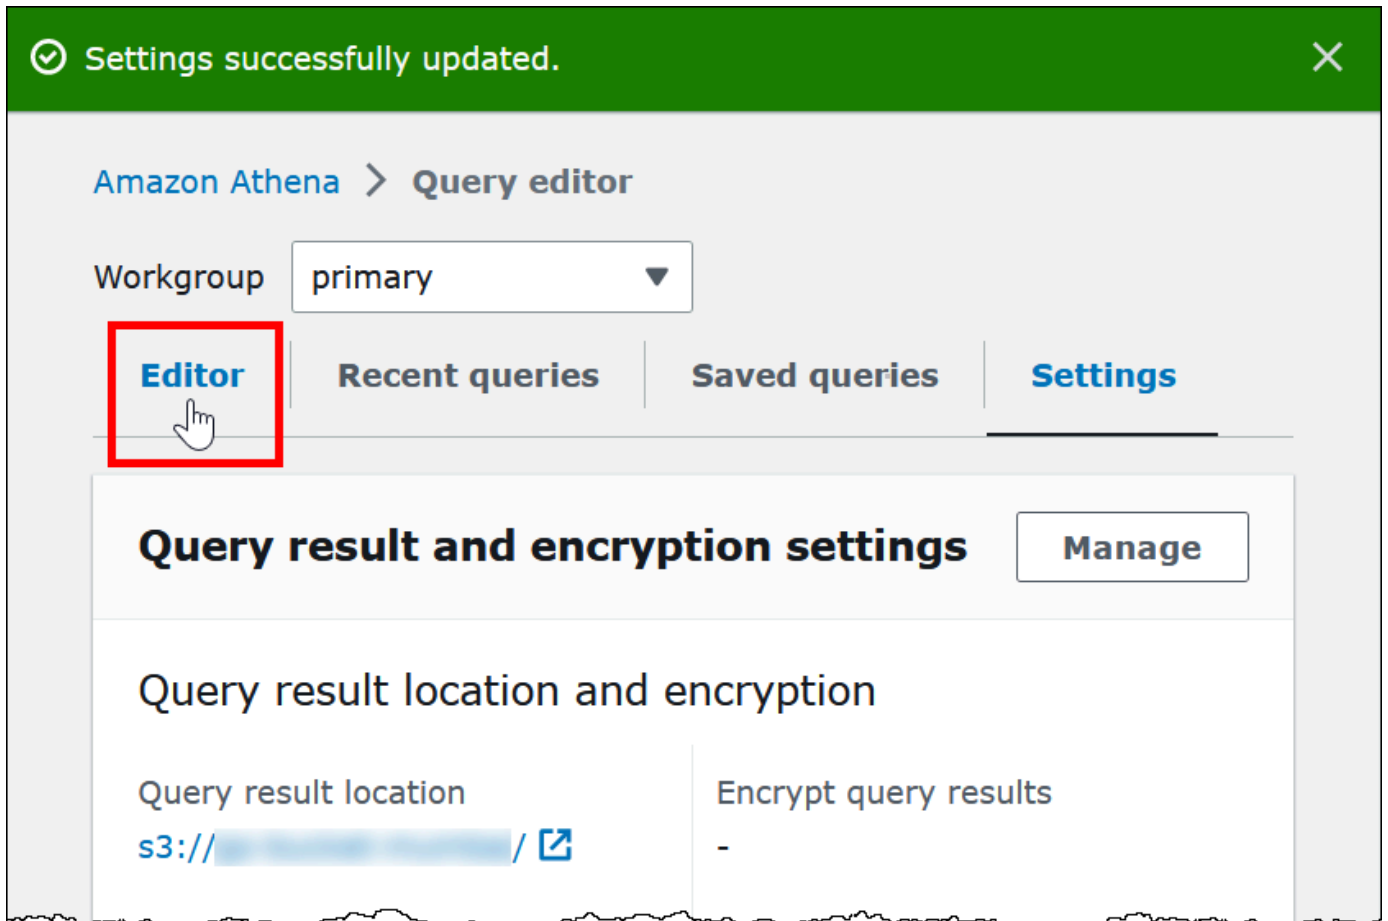 Settings successfully updated.
Amazon Athena > Query editor
Workgroup primary
Editor Recent queries Saved queries Settings
Query result and encryption settings Manage
Query result location and encryption
Query result location Encrypt query results
s3:// / -